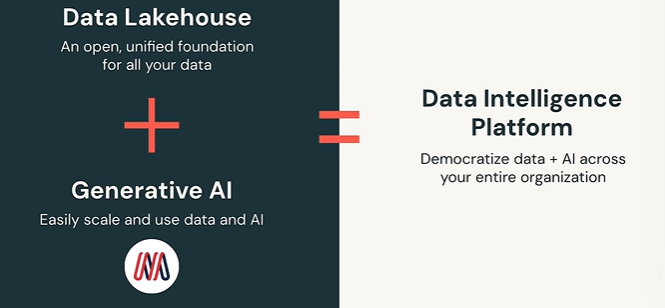 Data Lakehouse
An open, unified foundation
for all your data
+
Generative AI
Easily scale and use data and AI
=
Data Intelligence
Platform
Democratize data + AI across
your entire organization